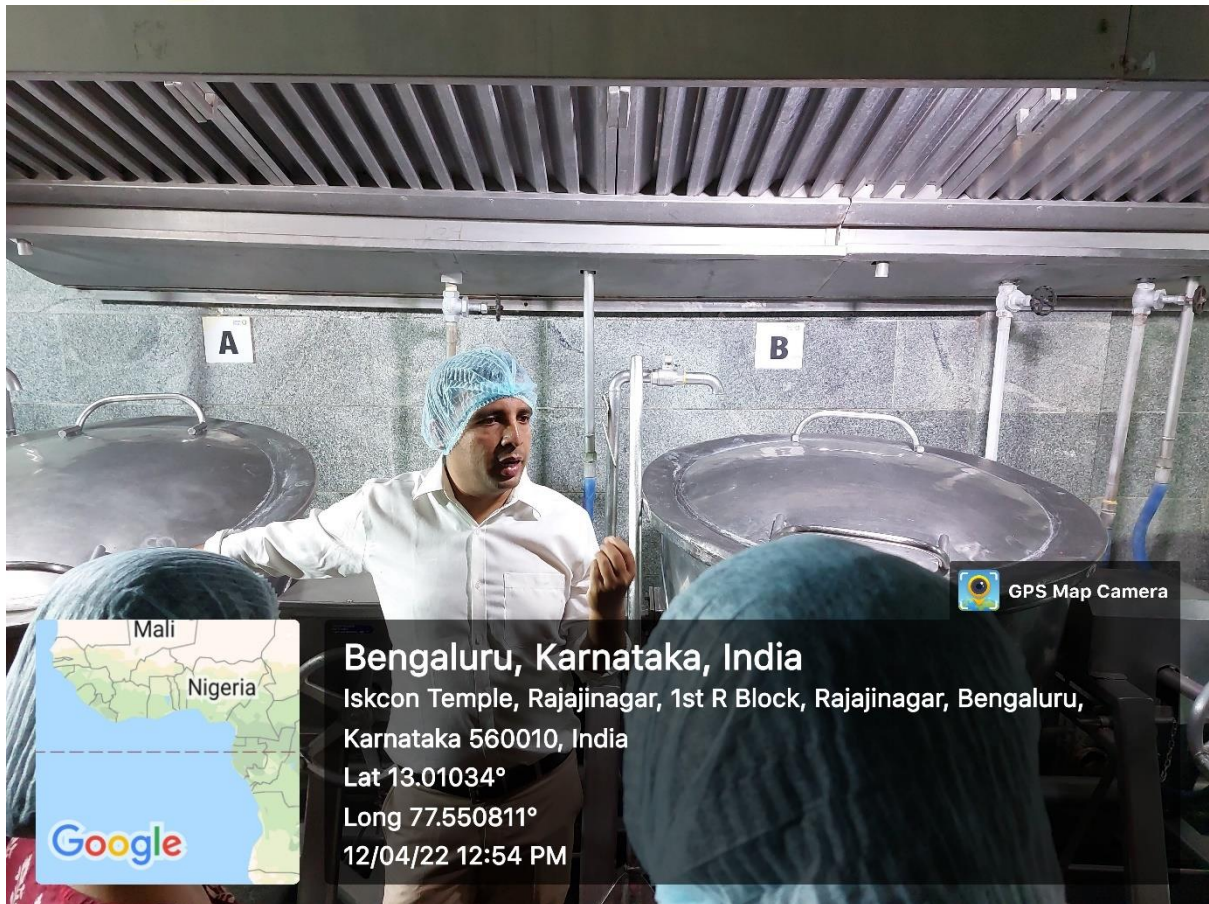 A
B
GPS Map Camera
Mali
Nigeria
Google
Bengaluru, Karnataka, India
Iskcon Temple, Rajajinagar, 1st R Block, Rajajinagar, Bengaluru,
Karnataka 560010, India
Lat 13.01034°
Long 77.550811°
12/04/22 12:54 PM